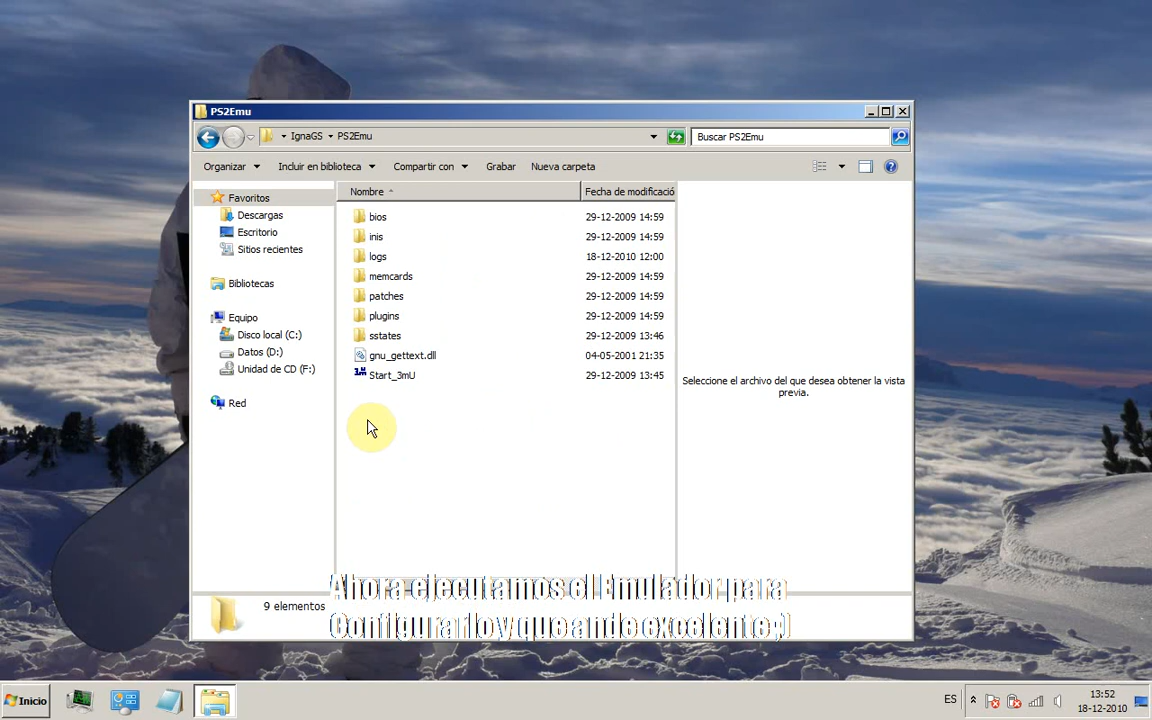 PS2Emu
IgnaGS
PS2Emu
Buscar PS2Emu
Organizar
Incluir en biblioteca
Compartir con
Grabar
Nueva carpeta
Nombre
Fecha de modificació
Favoritos
Descargas
Escritorio
Sitios recientes
Bibliotecas
Equipo
Disco local (C:)
Datos (D:)
Unidad de CD (F:)
Red
bios 29-12-2009 14:59
inis 29-12-2009 14:59
logs 18-12-2010 12:00
memcards 29-12-2009 14:59
patches 29-12-2009 14:59
plugins 29-12-2009 14:59
sstates 29-12-2009 13:46
gnu_gettext.dll 04-05-2001 21:35
Start_3mU 29-12-2009 13:45
Seleccione el archivo del que desea obtener la vista
previa.
9 elementos
Ahora ejecutamos el Emulador para
Configurarlo y que ande excelente ;)
Inicio
ES
13:52
18-12-2010